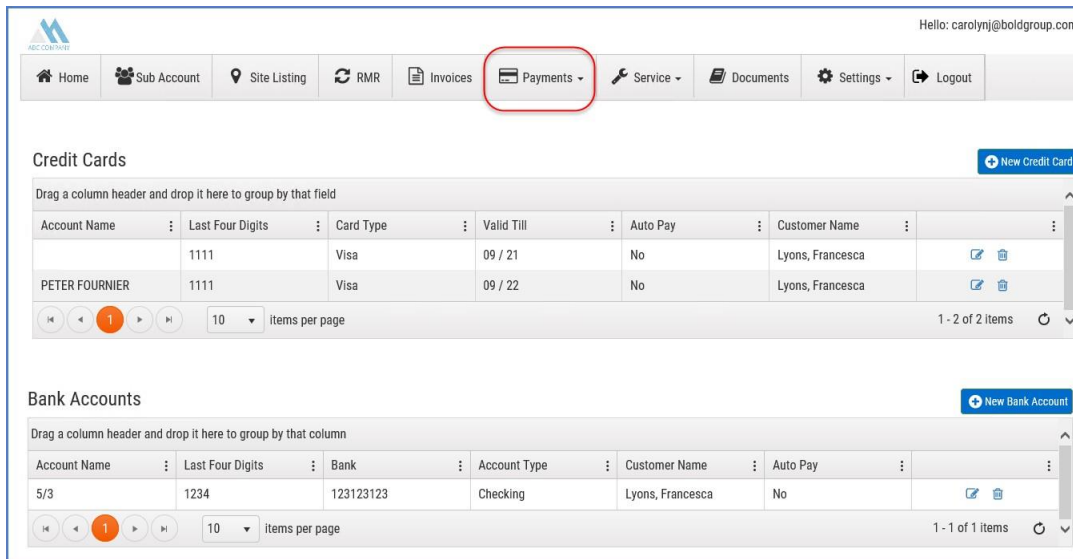 Hello: carolynj@boldgroup.com
ABC COMPANY
Home Sub Account Site Listing RMR Invoices Payments Service Documents Settings Logout
Credit Cards
New Credit Card
Drag a column header and drop it here to group by that field
Account Name Last Four Digits Card Type Valid Till Auto Pay Customer Name
1111 Visa 09 / 21 No Lyons, Francesca
PETER FOURNIER 1111 Visa 09 / 22 No Lyons, Francesca
1 10 items per page 1 - 2 of 2 items
Bank Accounts
New Bank Account
Drag a column header and drop it here to group by that column
Account Name Last Four Digits Bank Account Type Customer Name Auto Pay
5/3 1234 123123123 Checking Lyons, Francesca No
1 10 items per page 1 - 1 of 1 items